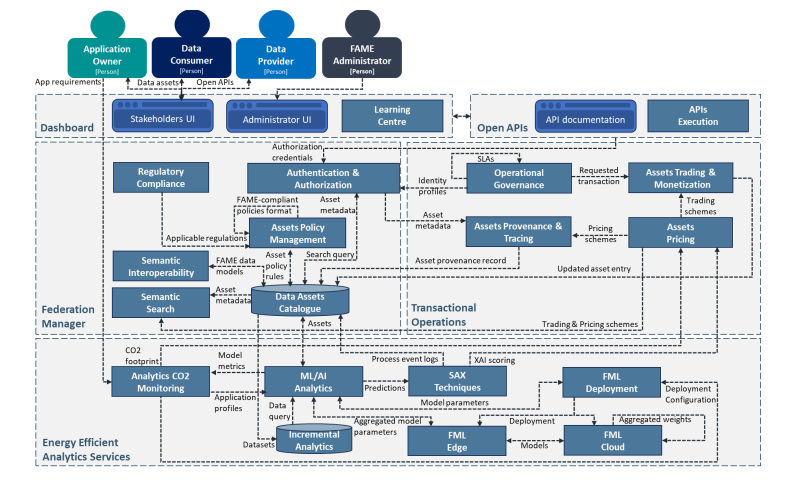 Application
Owner
[Person]
Data
Consumer
[Person]
Data
Provider
[Person]
FAME
Administrator
[Person]
App requirements
Data assets
Open APIs
Dashboard
Stakeholders UI
Administrator UI
Learning
Centre
Open APIs
API documentation
APIs
Execution
Authorization
credentials
Regulatory
Compliance
Authentication &
Authorization
Identity
profiles
SLAs
Operational
Governance
Requested
transaction
Assets Trading &
Monetization
FAME-compliant
policies format
Asset
metadata
Trading
schemes
Applicable regulations
Assets Policy
Management
Asset
metadata
Assets Provenance &
Tracing
Pricing
schemes
Assets
Pricing
Semantic
Interoperability
FAME data
models
Asset
policy
rules
Search query
Asset provenance record
Updated asset entry
Semantic
Search
Asset
metadata
Data Assets
Catalogue
Federation
Manager
Transactional
Operations
Assets
Trading & Pricing schemes
CO2
footprint
Model
metrics
Process event logs
XAI scoring
Analytics CO2
Monitoring
ML/AI
Analytics
Predictions
SAX
Techniques
FML
Deployment
Deployment
Configuration
Application
profiles
Data
query
Model parameters
Aggregated model
parameters
Deployment
Aggregated weights
Datasets
Incremental
Analytics
FML
Edge
Models
FML
Cloud
Energy Efficient
Analytics Services